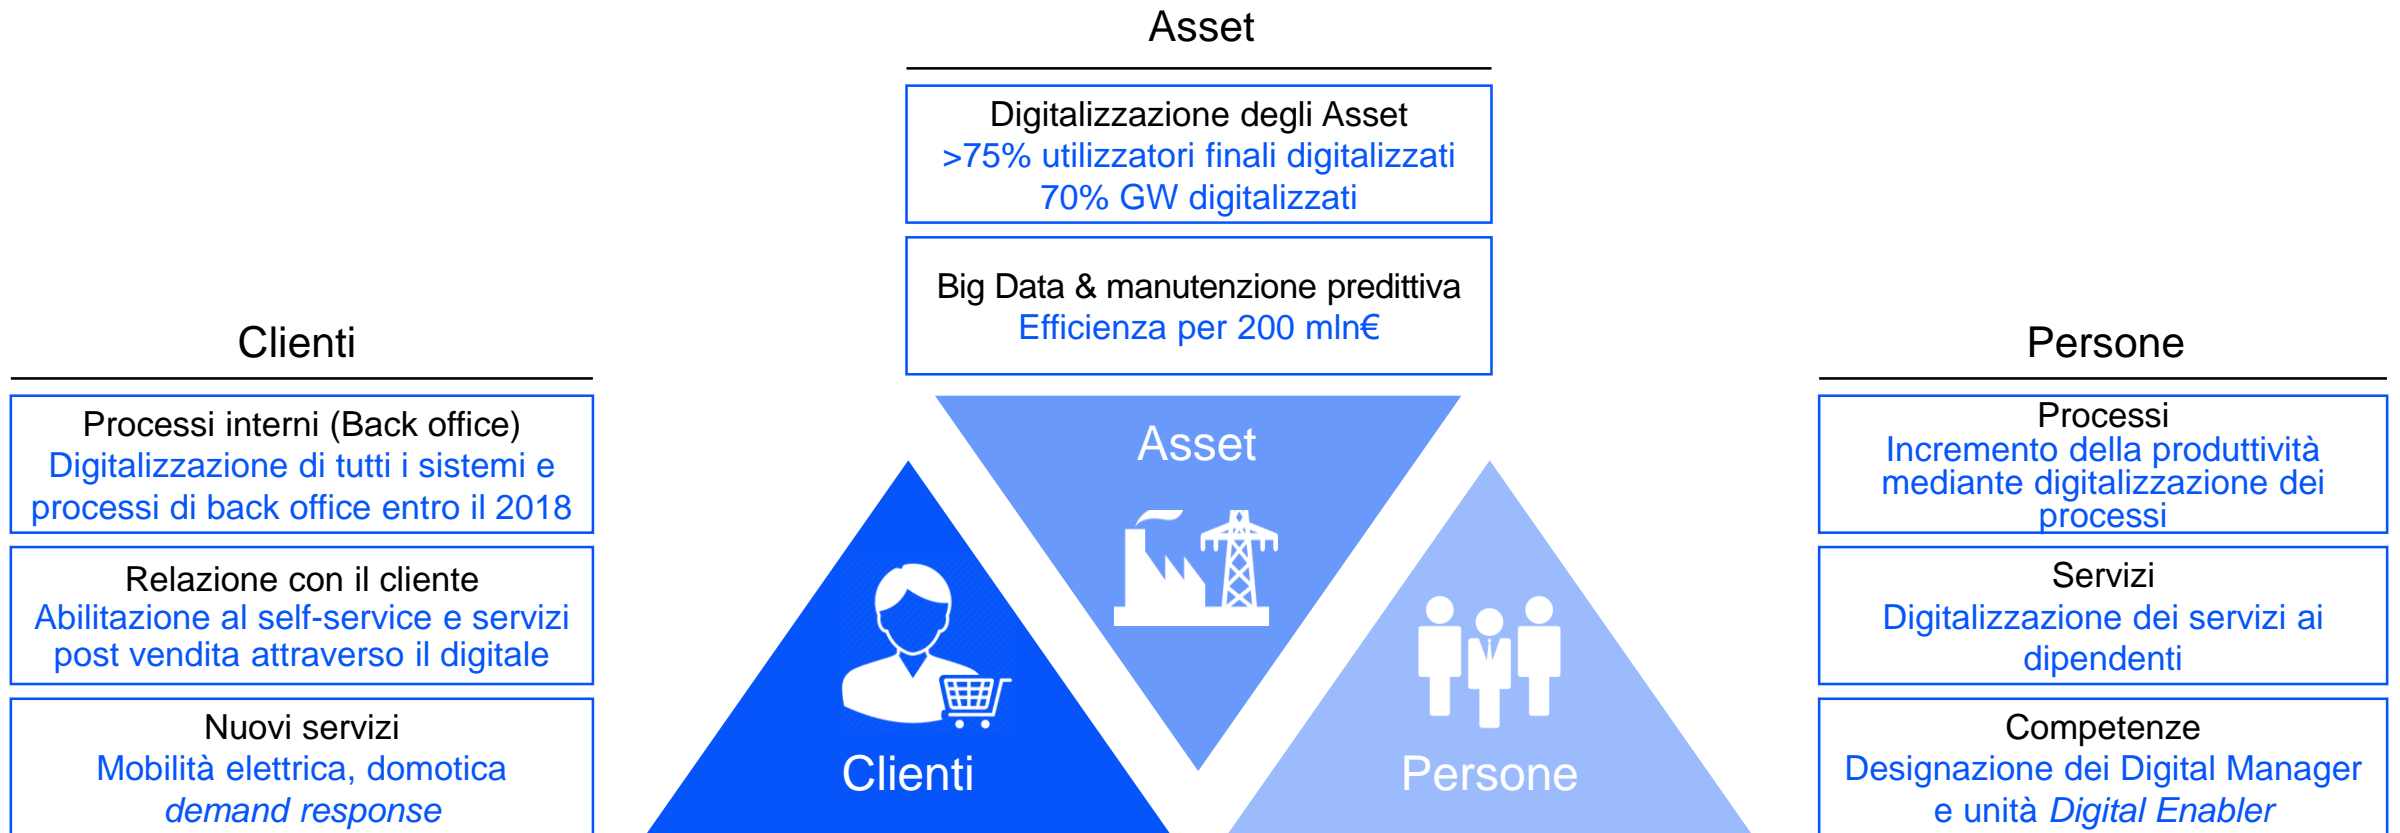 Asset
Digitalizzazione degli Asset
>75% utilizzatori finali digitalizzati
70% GW digitalizzati
Big Data & manutenzione predittiva
Efficienza per 200 mln€
Clienti
Processi interni (Back office)
Digitalizzazione di tutti i sistemi e
processi di back office entro il 2018
Relazione con il cliente
Abilitazione al self-service e servizi
post vendita attraverso il digitale
Nuovi servizi
Mobilità elettrica, domotica
demand response
Asset
Clienti
Persone
Persone
Processi
Incremento della produttività
mediante digitalizzazione dei
processi
Servizi
Digitalizzazione dei servizi ai
dipendenti
Competenze
Designazione dei Digital Manager
e unità Digital Enabler